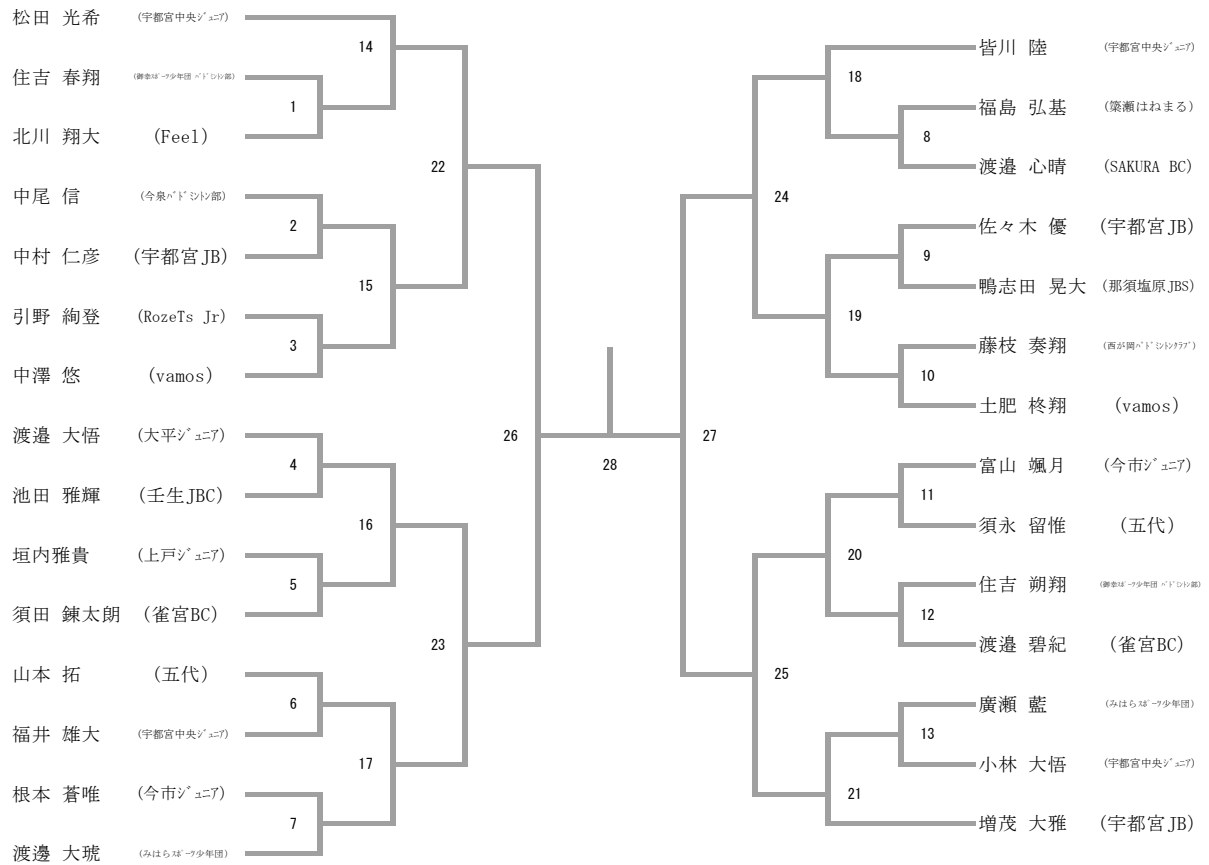 松田 光希 (宇都宮中央ｼﾞｭﾆｱ)
14
住吉 春翔 (御幸ｽﾎﾟｰﾂ少年団 ﾊﾞﾄﾞﾐﾝﾄﾝ部)
1
北川 翔大 (Feel)
22
中尾 信 (今泉ﾊﾞﾄﾞﾐﾝﾄﾝ部)
2
中村 仁彦 (宇都宮JB)
15
引野 絢登 (RozeTs Jr)
3
中澤 悠 (vamos)
26
渡邉 大悟 (大平ｼﾞｭﾆｱ)
4
池田 雅輝 (壬生JBC)
16
垣内雅貴 (上戸ｼﾞｭﾆｱ)
5
須田 錬太朗 (雀宮BC)
23
山本 拓 (五代)
6
福井 雄大 (宇都宮中央ｼﾞｭﾆｱ)
17
根本 蒼唯 (今市ｼﾞｭﾆｱ)
7
渡邊 大琥 (みはらｽﾎﾟｰﾂ少年団)
28
皆川 陸 (宇都宮中央ｼﾞｭﾆｱ)
18
福島 弘基 (簗瀬はねまる)
8
渡邉 心晴 (SAKURA BC)
24
佐々木 優 (宇都宮JB)
9
鴨志田 晃大 (那須塩原JBS)
19
藤枝 奏翔 (西が岡ﾊﾞﾄﾞﾐﾝﾄﾝｸﾗﾌﾞ)
10
土肥 柊翔 (vamos)
27
富山 颯月 (今市ｼﾞｭﾆｱ)
11
須永 留惟 (五代)
20
住吉 朔翔 (御幸ｽﾎﾟｰﾂ少年団 ﾊﾞﾄﾞﾐﾝﾄﾝ部)
12
渡邉 碧紀 (雀宮BC)
25
廣瀬 藍 (みはらｽﾎﾟｰﾂ少年団)
13
小林 大悟 (宇都宮中央ｼﾞｭﾆｱ)
21
増茂 大雅 (宇都宮JB)